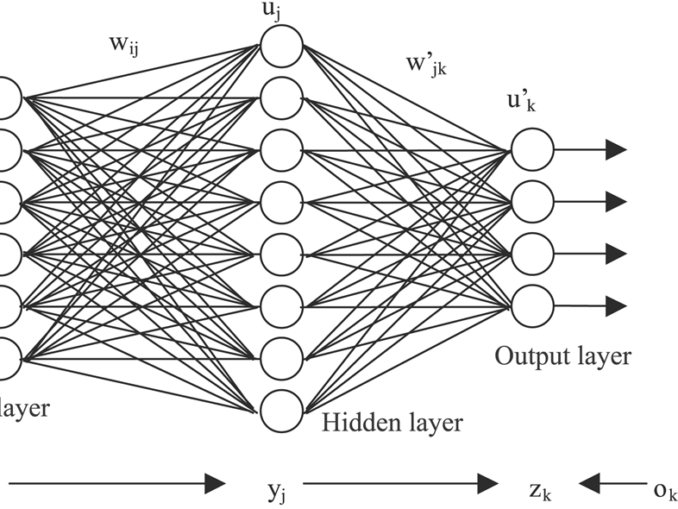 uj
wij
w'jk
u'k
Output layer
layer
Hidden layer
yj
zk
ok